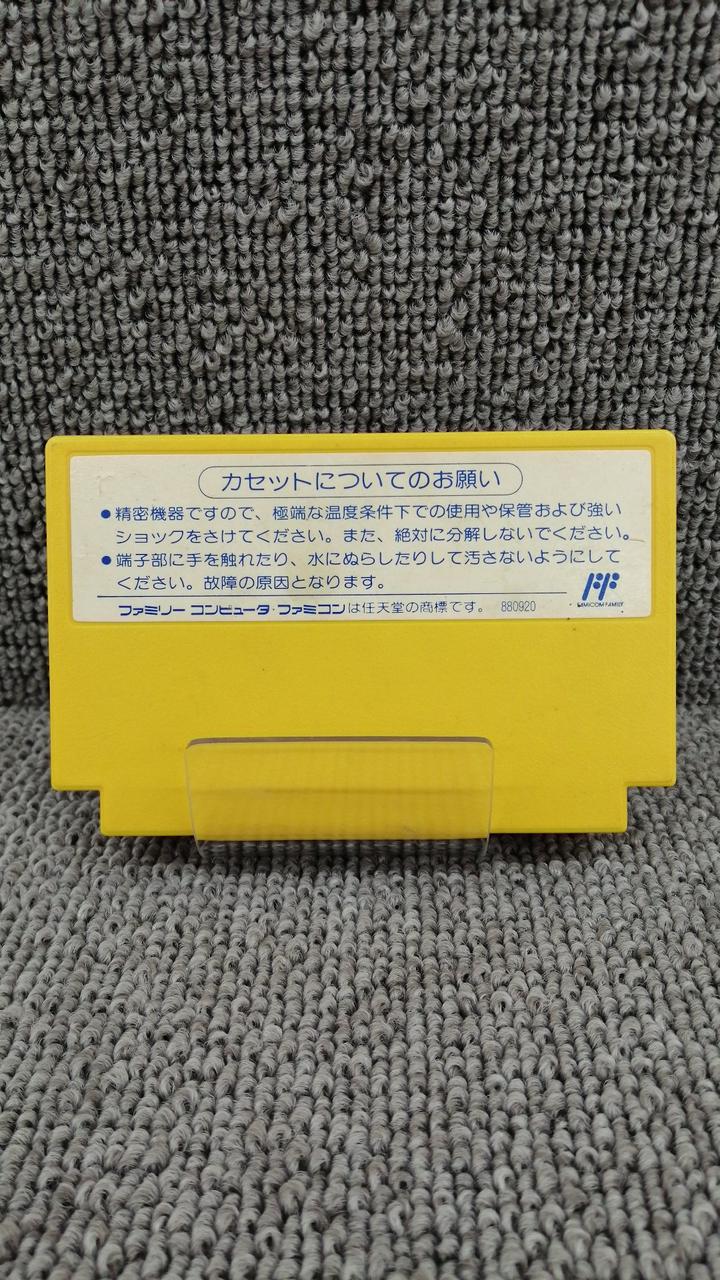 カセットについてのお願い
●精密機器ですので、極端な温度条件下での使用や保管および強い
ショックをさけてください。また、絶対に分解しないでください。
●端子部に手を触れたり、水にぬらしたりして汚さないようにして
ください。故障の原因となります。
ファミリー コンピュータ・ファミコンは任天堂の商標です。 880920
FAMICOM FAMILY